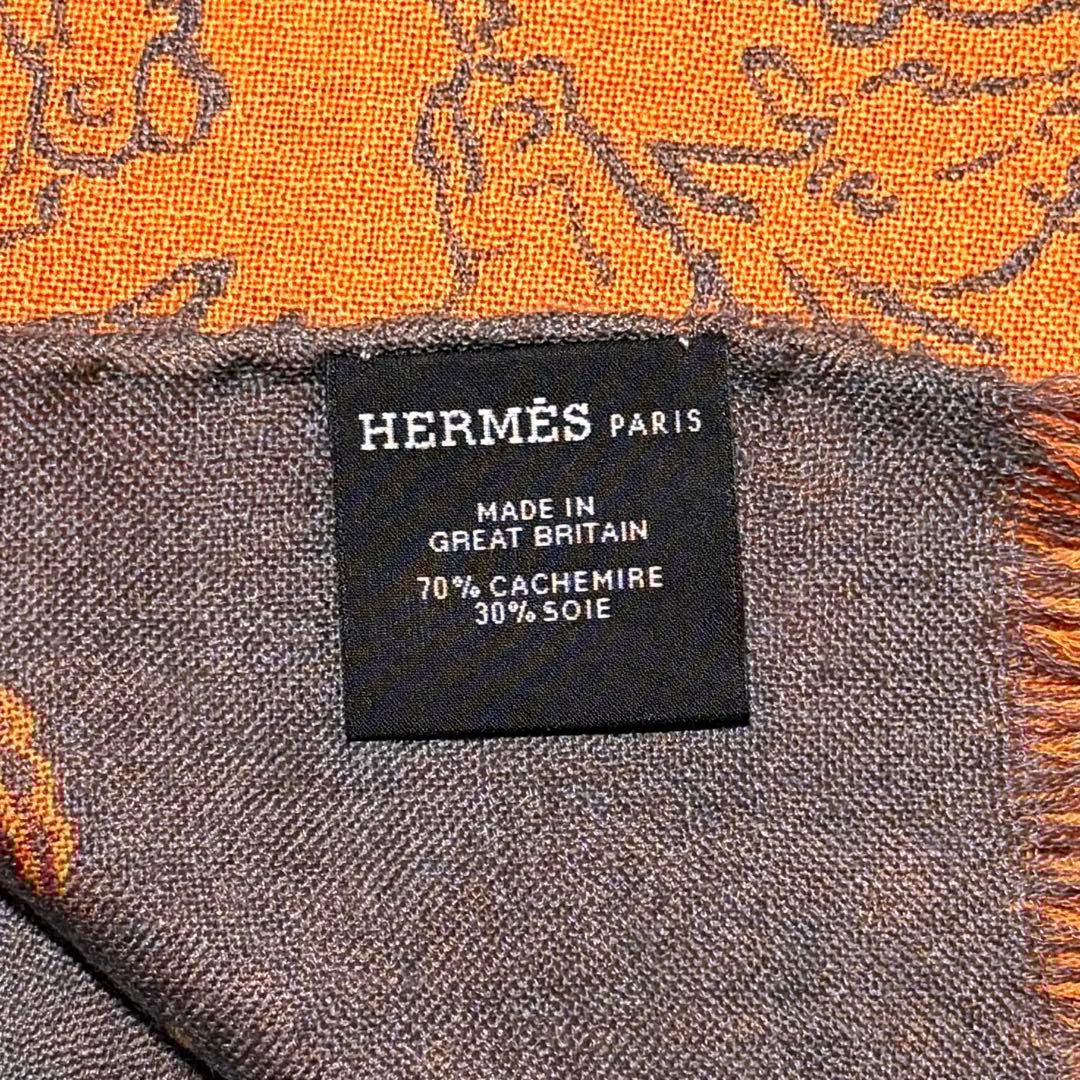 HERMÈS PARIS
MADE IN
GREAT BRITAIN
70% CACHEMIRE
30% SOIE